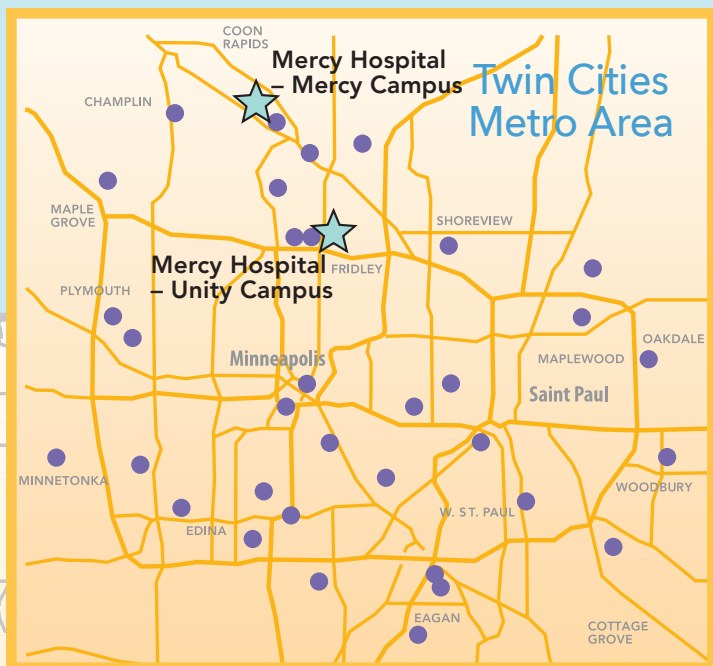 COON
RAPIDS
Mercy Hospital
– Mercy Campus
Twin Cities
Metro Area
CHAMPLIN
MAPLE
GROVE
SHOREVIEW
Mercy Hospital
– Unity Campus
FRIDLEY
PLYMOUTH
OAKDALE
Minneapolis
MAPLEWOOD
Saint Paul
MINNETONKA
WOODBURY
W. ST. PAUL
EDINA
EAGAN
COTTAGE
GROVE